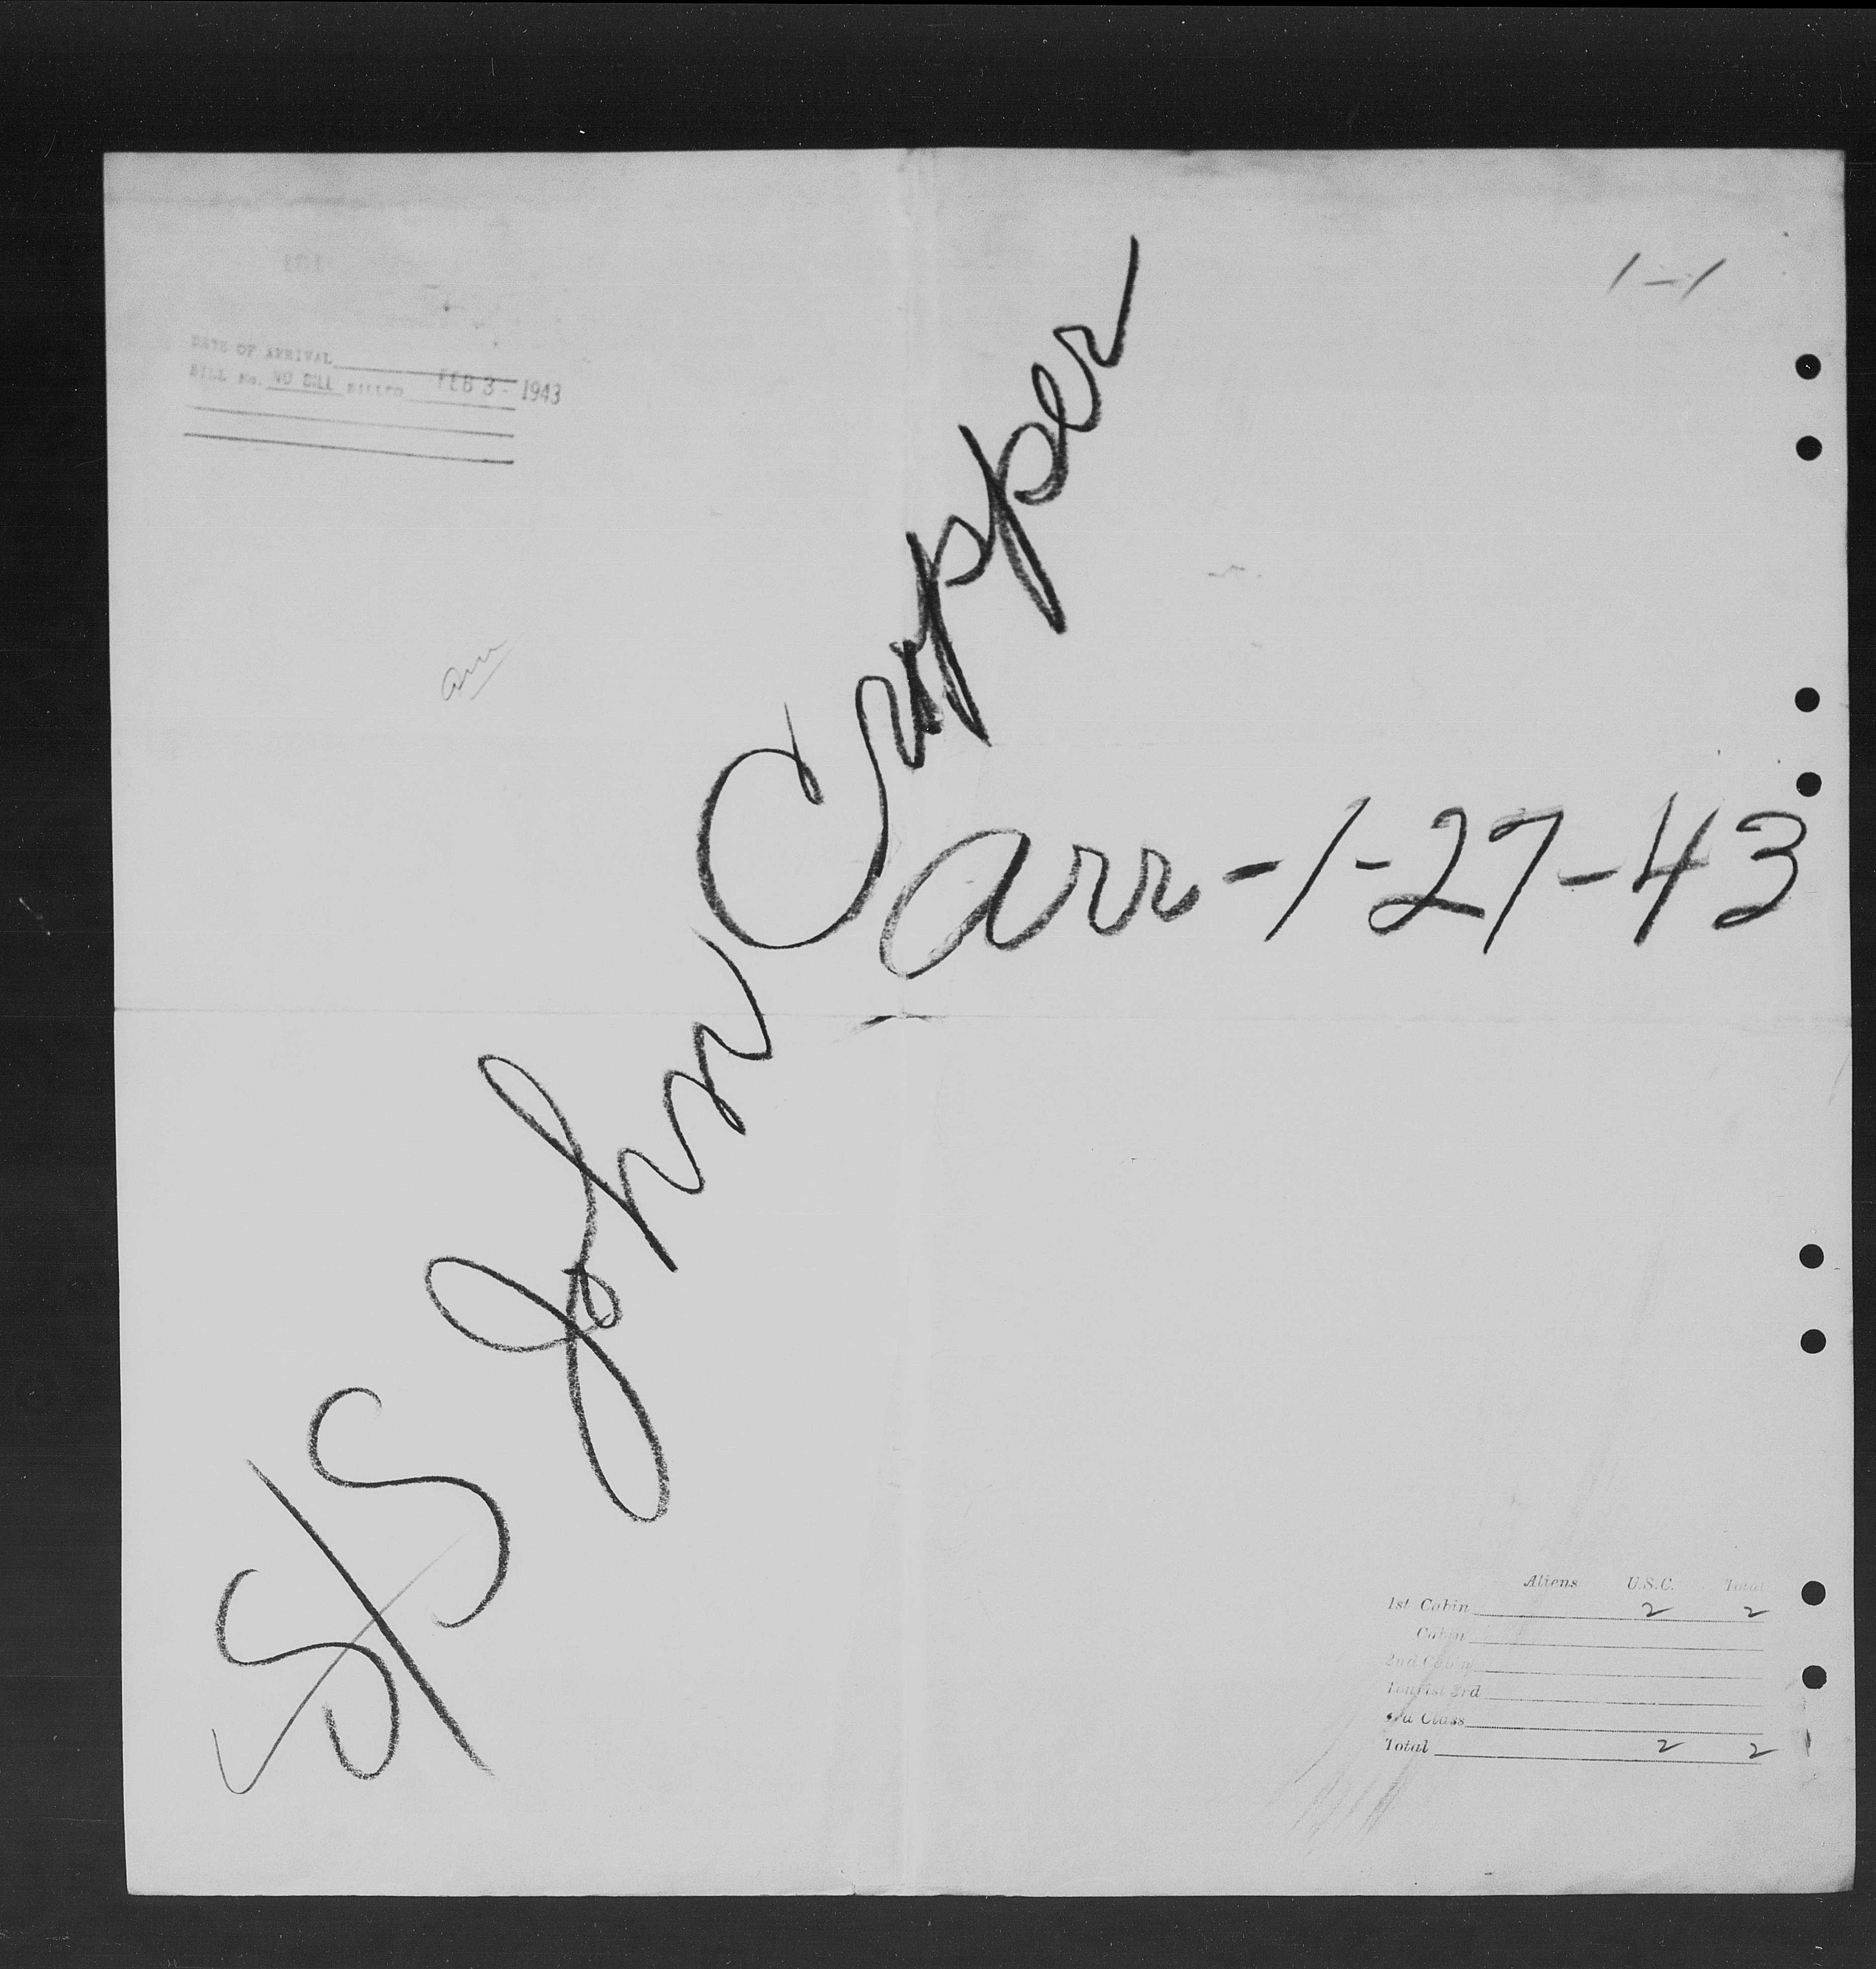 1-1
DATE OF ARRIVAL
BILL No. NO BILL BILLED FEB 3 - 1943
S/S John Cropper
arr-1-27-43
Aliens U.S.C. Total
1st Cabin 2 2
Cabin
2nd Cabin
Tourist 3rd
3rd Class
Total 2 2